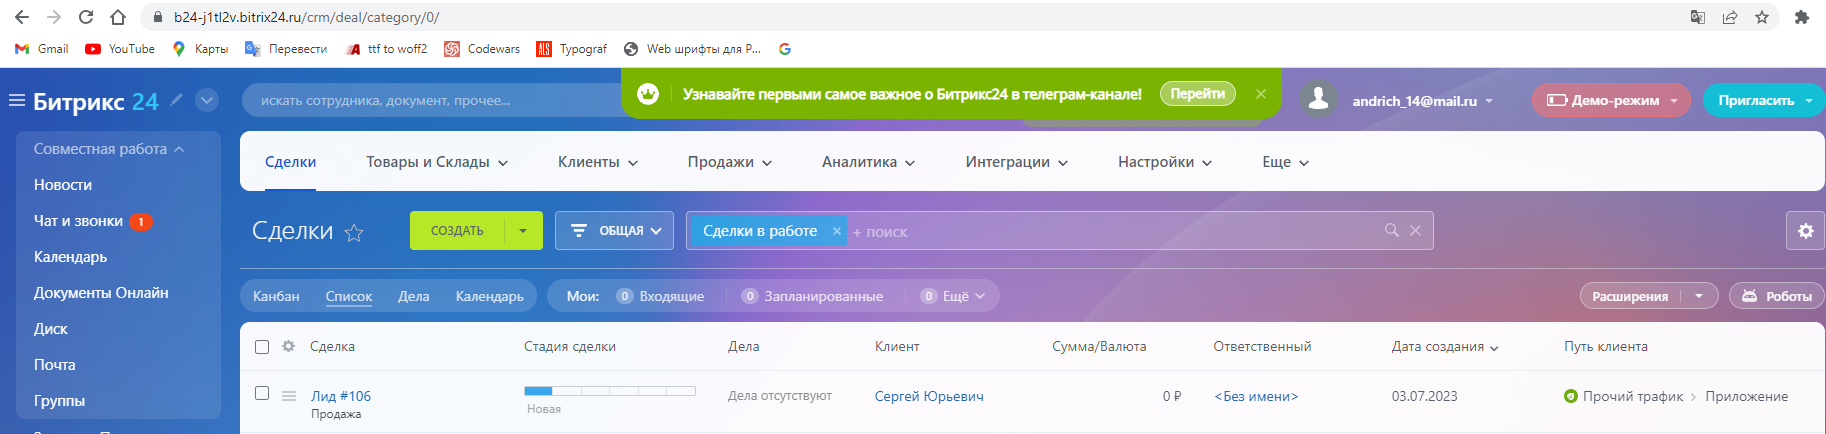 b24-j1tl2v.bitrix24.ru/crm/deal/category/0/
Gmail YouTube Карты Перевести ttf to woff2 Codewars Typograf Web шрифты для P...
Битрикс 24 искать сотрудника, документ, прочее... Узнавайте первыми самое важное о Битрикс24 в телеграм-канале! Перейти andrich_14@mail.ru Демо-режим Пригласить
Совместная работа
Новости
Чат и звонки 1
Календарь
Документы Онлайн
Диск
Почта
Группы
Сделки Товары и Склады Клиенты Продажи Аналитика Интеграции Настройки Еще
Сделки СОЗДАТЬ ОБЩАЯ Сделки в работе × + поиск
Канбан Список Дела Календарь Мои: 0 Входящие 0 Запланированные 0 Ещё Расширения Роботы
Сделка Стадия сделки Дела Клиент Сумма/Валюта Ответственный Дата создания Путь клиента
Лид #106 Дела отсутствуют Сергей Юрьевич 0 ₽ <Без имени> 03.07.2023 Прочий трафик > Приложение
Продажа Новая